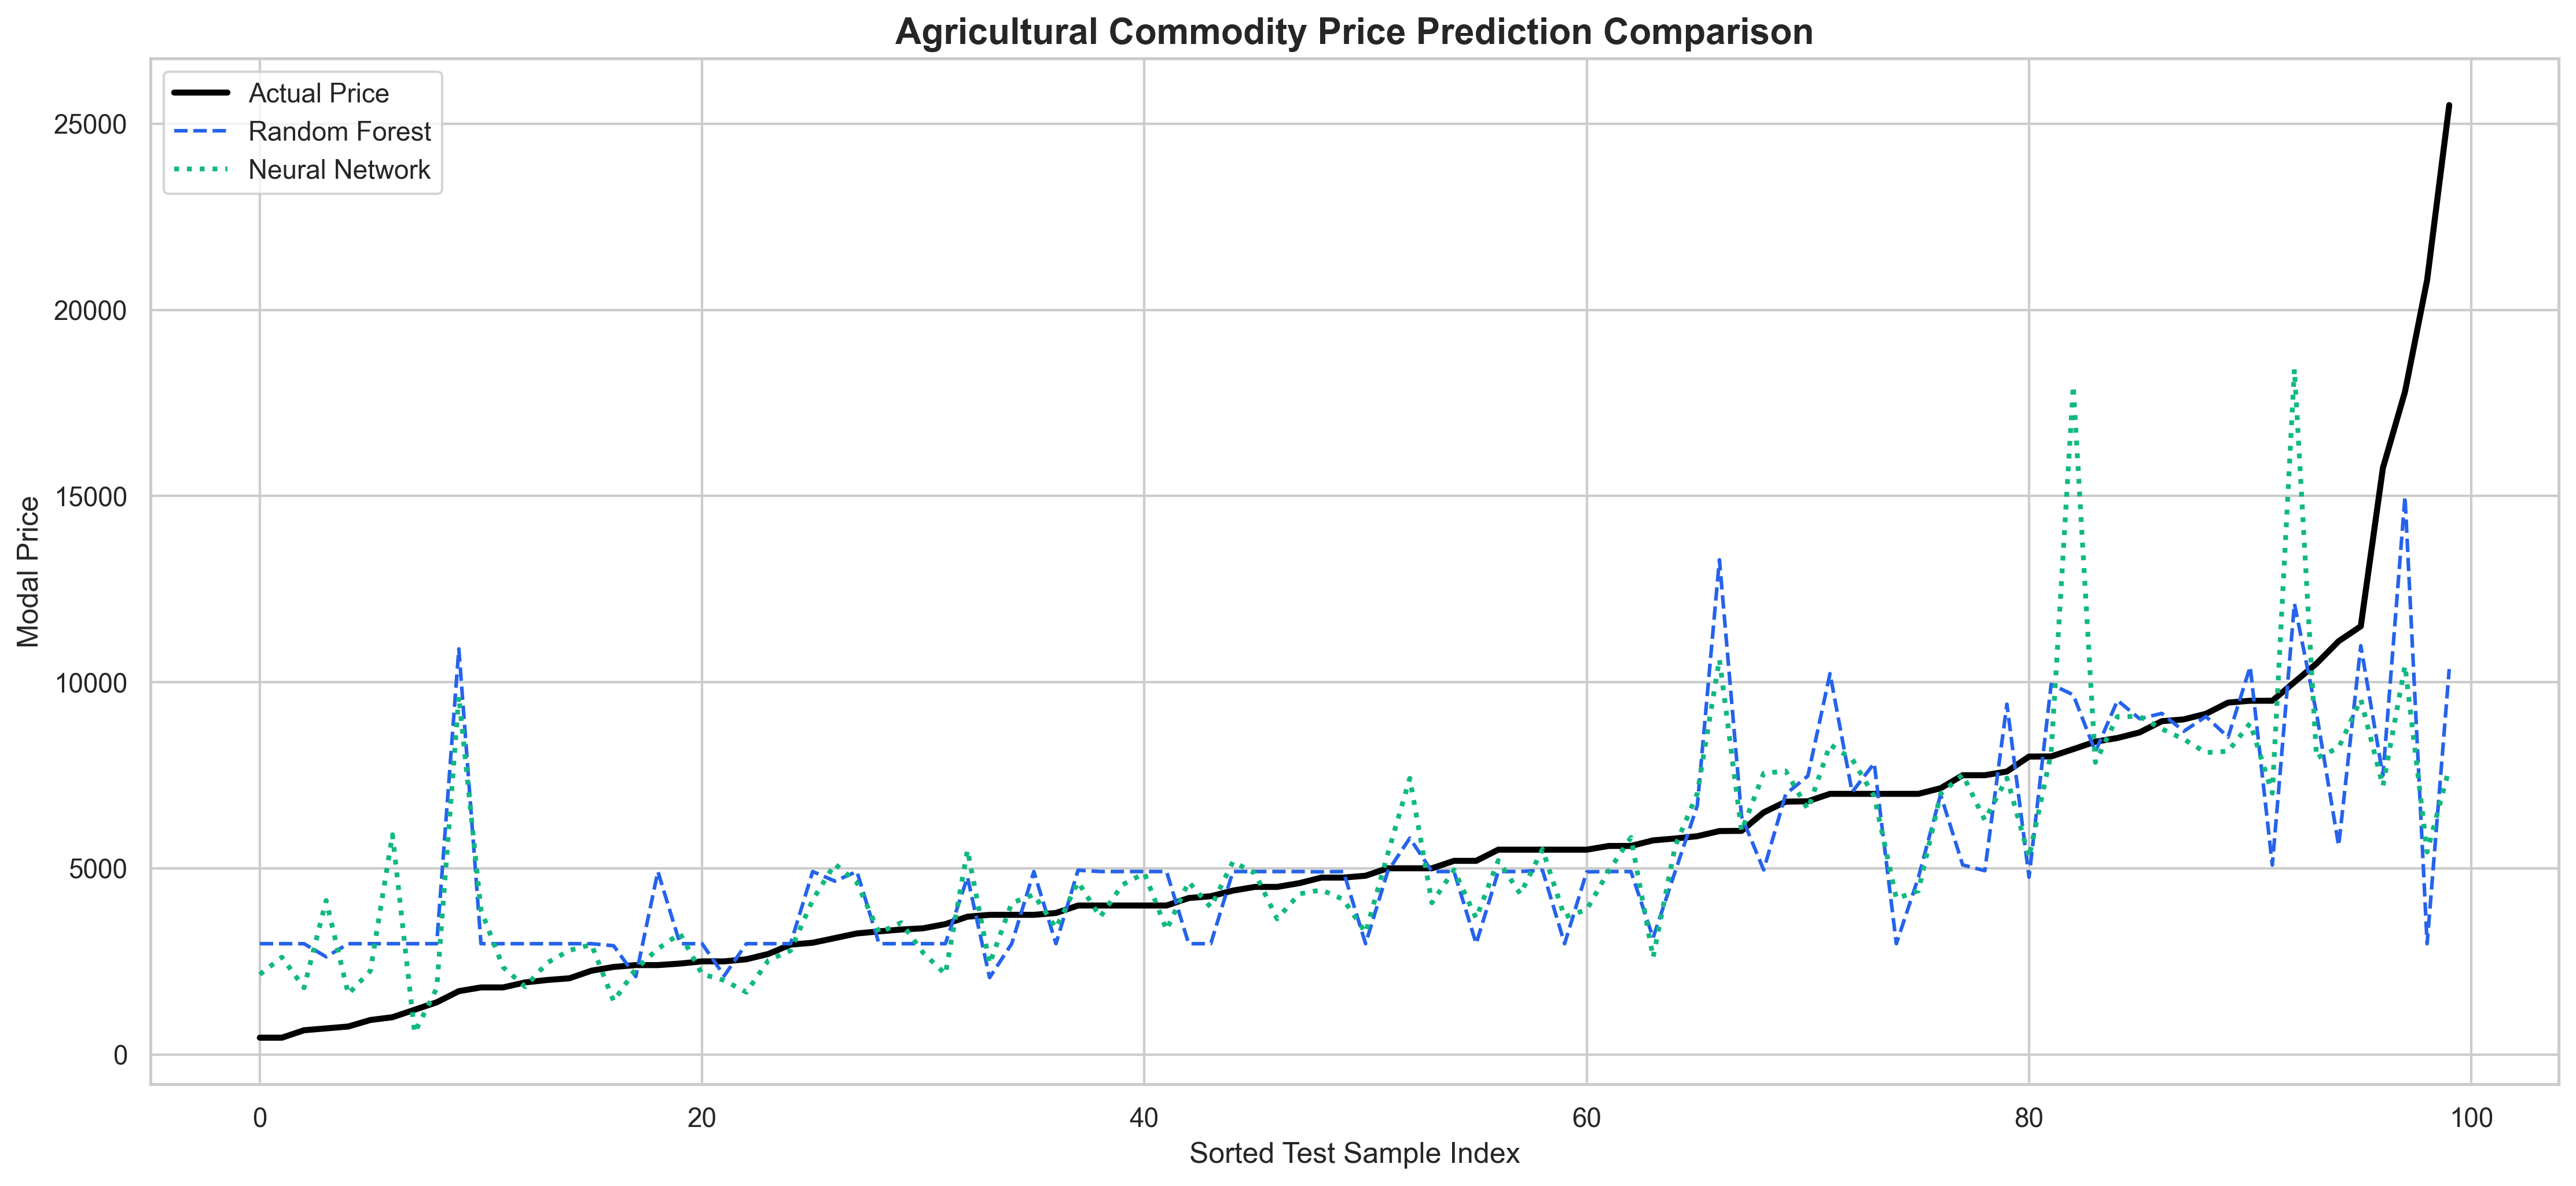 Agricultural Commodity Price Prediction Comparison
Actual Price
Random Forest
Neural Network
Modal Price
25000
20000
15000
10000
5000
0
0 20 40 60 80 100
Sorted Test Sample Index